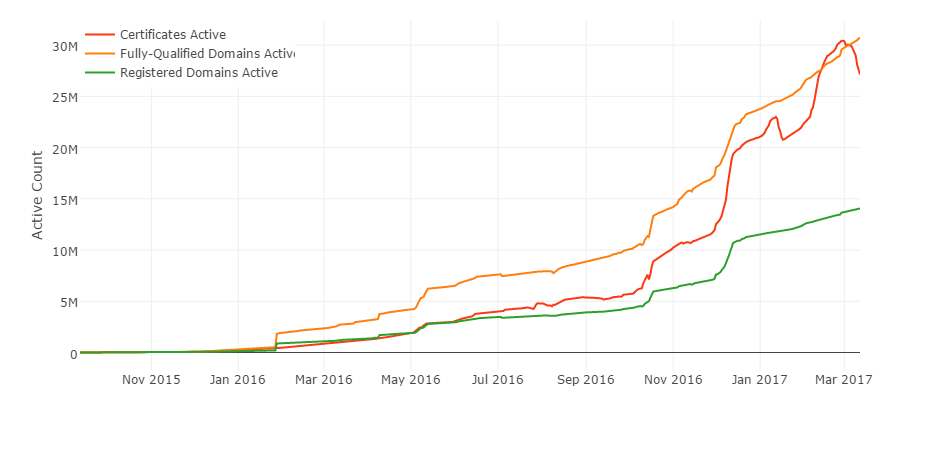 Certificates Active
Fully-Qualified Domains Activ
Registered Domains Active
Active Count
30M
25M
20M
15M
10M
5M
0
Nov 2015 Jan 2016 Mar 2016 May 2016 Jul 2016 Sep 2016 Nov 2016 Jan 2017 Mar 2017